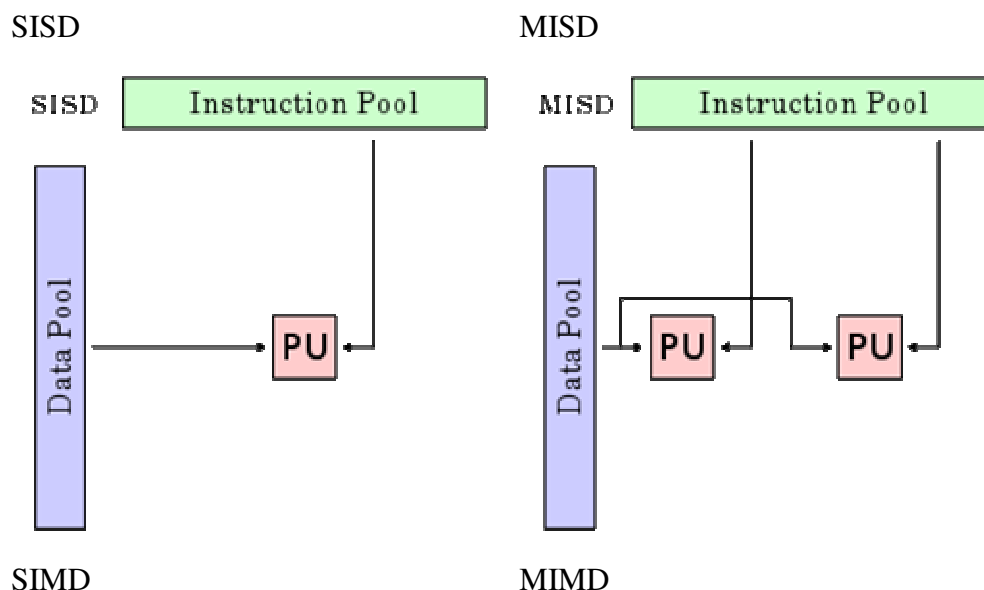 SISD
MISD
SISD
Instruction Pool
MISD
Instruction Pool
Data Pool
PU
Data Pool
PU
PU
SIMD
MIMD